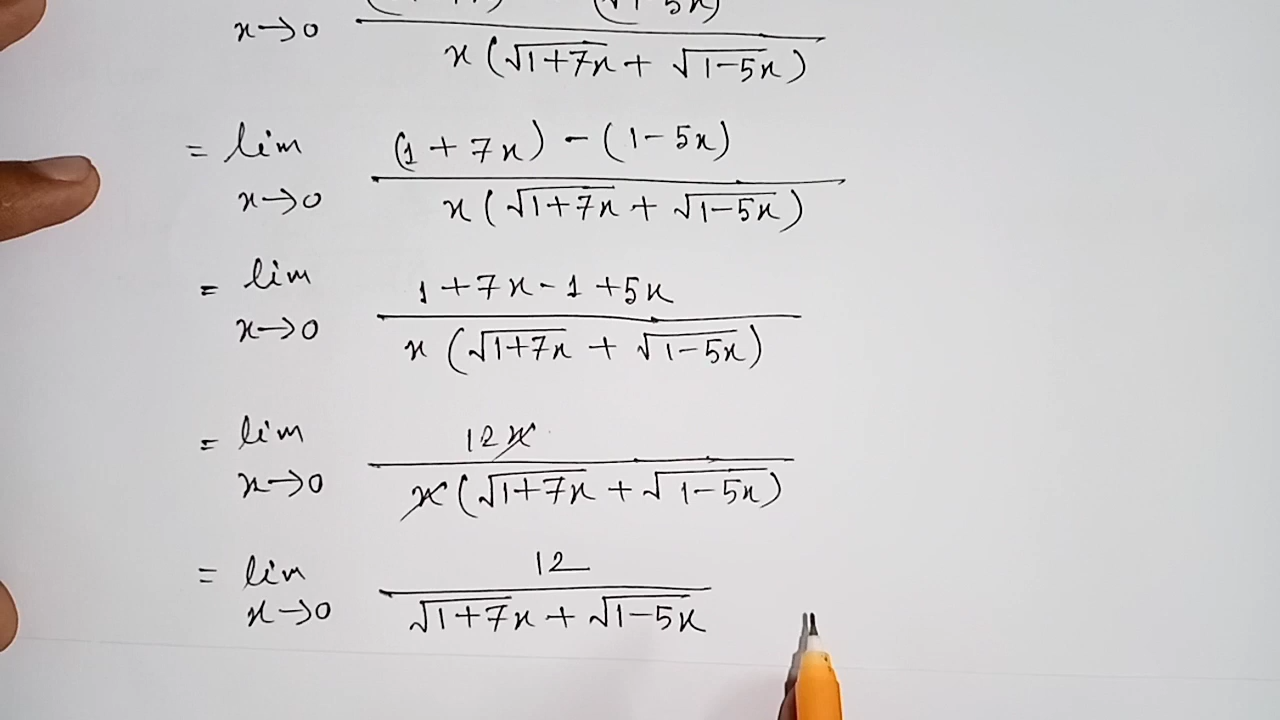 x→0
x(√1+7x + √1-5x)
= lim (1+7x) - (1-5x)
x→0 x(√1+7x + √1-5x)
= lim 1+7x-1+5x
x→0 x(√1+7x + √1-5x)
= lim 12x
x→0 x(√1+7x + √1-5x)
= lim 12
x→0 √1+7x + √1-5x